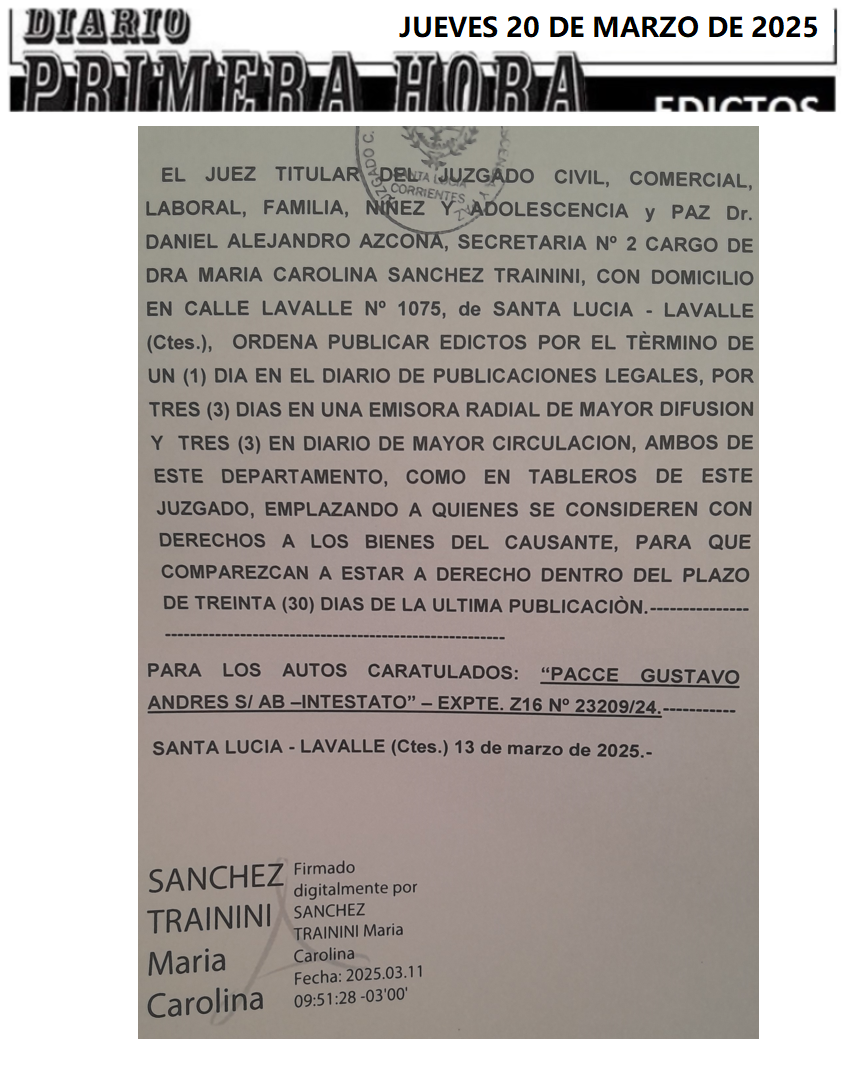 DIARIO
JUEVES 20 DE MARZO DE 2025
PRIMERA HORA
EDICTOS
JUZGADO C.
SANTA LUCIA
CORRIENTES
EL JUEZ TITULAR DEL JUZGADO CIVIL, COMERCIAL,
LABORAL, FAMILIA, NIÑEZ Y ADOLESCENCIA y PAZ Dr.
DANIEL ALEJANDRO AZCONA, SECRETARIA Nº 2 CARGO DE
DRA MARIA CAROLINA SANCHEZ TRAININI, CON DOMICILIO
EN CALLE LAVALLE Nº 1075, de SANTA LUCIA - LAVALLE
(Ctes.), ORDENA PUBLICAR EDICTOS POR EL TÈRMINO DE
UN (1) DIA EN EL DIARIO DE PUBLICACIONES LEGALES, POR
TRES (3) DIAS EN UNA EMISORA RADIAL DE MAYOR DIFUSION
Y TRES (3) EN DIARIO DE MAYOR CIRCULACION, AMBOS DE
ESTE DEPARTAMENTO, COMO EN TABLEROS DE ESTE
JUZGADO, EMPLAZANDO A QUIENES SE CONSIDEREN CON
DERECHOS A LOS BIENES DEL CAUSANTE, PARA QUE
COMPAREZCAN A ESTAR A DERECHO DENTRO DEL PLAZO
DE TREINTA (30) DIAS DE LA ULTIMA PUBLICACIÒN.----------------
-------------------------------------------------------
PARA LOS AUTOS CARATULADOS: “PACCE GUSTAVO
ANDRES S/ AB –INTESTATO” – EXPTE. Z16 Nº 23209/24.------------
SANTA LUCIA - LAVALLE (Ctes.) 13 de marzo de 2025.-
SANCHEZ
TRAININI
Maria
Carolina
Firmado
digitalmente por
SANCHEZ
TRAININI Maria
Carolina
Fecha: 2025.03.11
09:51:28 -03'00'